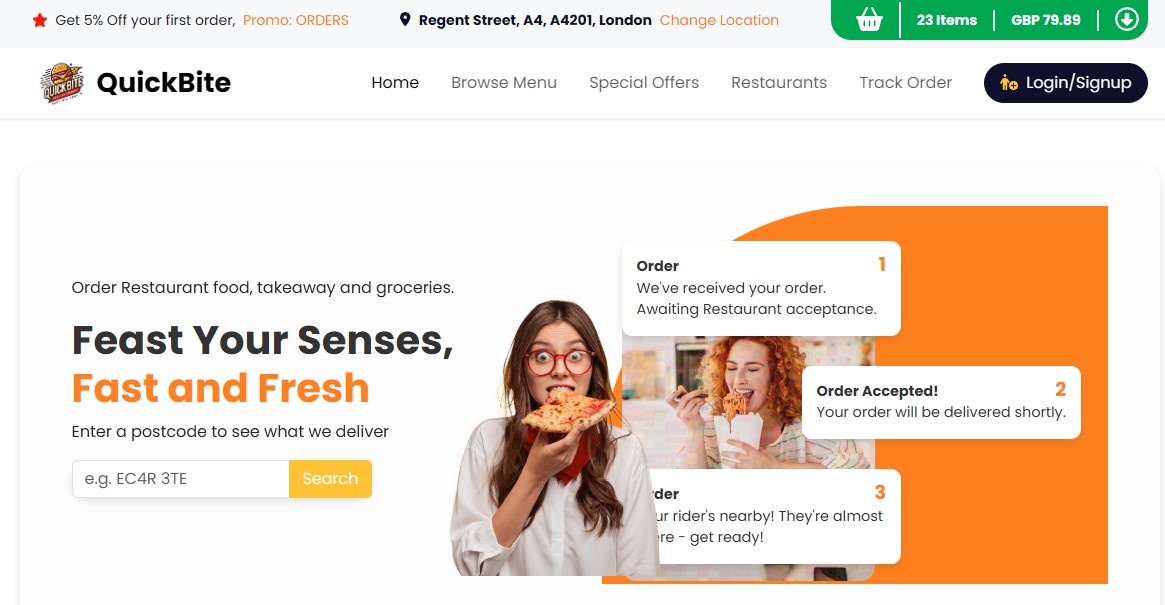 Get 5% Off your first order, Promo: ORDERS
Regent Street, A4, A4201, London Change Location
23 Items
GBP 79.89
QUICKBITE
QuickBite
Home
Browse Menu
Special Offers
Restaurants
Track Order
Login/Signup
Order Restaurant food, takeaway and groceries.
Feast Your Senses,
Fast and Fresh
Enter a postcode to see what we deliver
e.g. EC4R 3TE
Search
Order 1
We've received your order.
Awaiting Restaurant acceptance.
Order Accepted! 2
Your order will be delivered shortly.
rder 3
ur rider's nearby! They're almost
re - get ready!